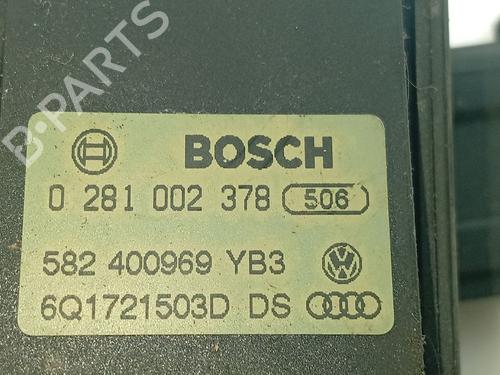 B-PARTS
BOSCH
0 281 002 378 506
582 400969 YB3
6Q1721503D DS